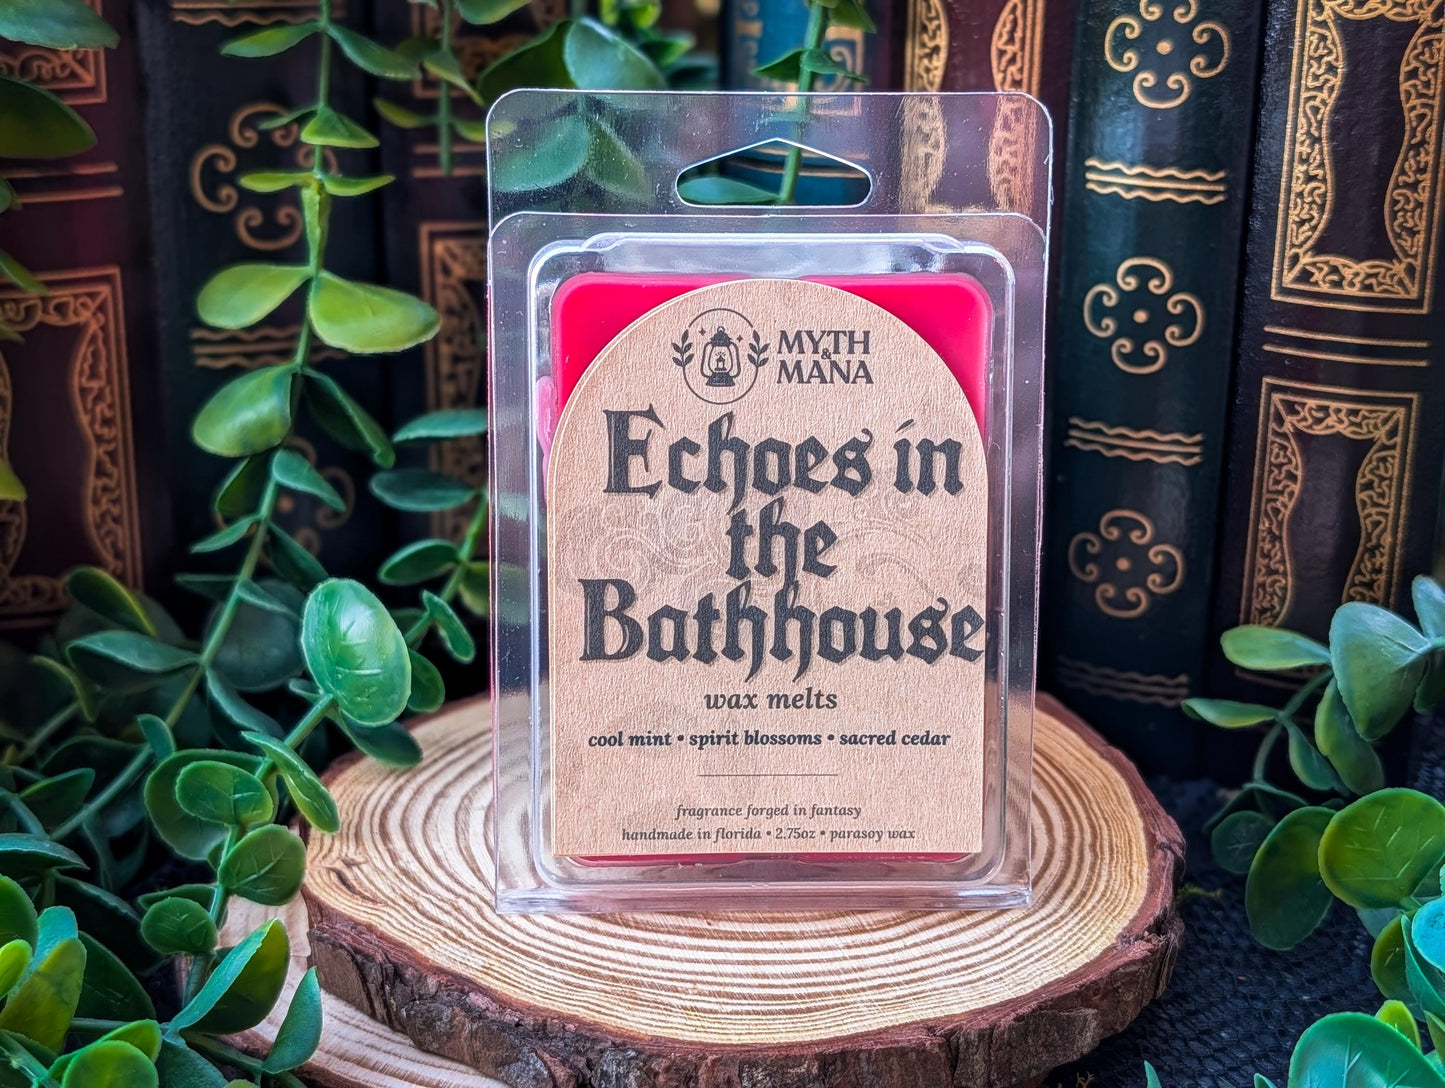 MYTH
&
MANA
Echoes in
the
Bathhouse
wax melts
cool mint • spirit blossoms • sacred cedar
fragrance forged in fantasy
handmade in florida • 2.75oz • parasoy wax